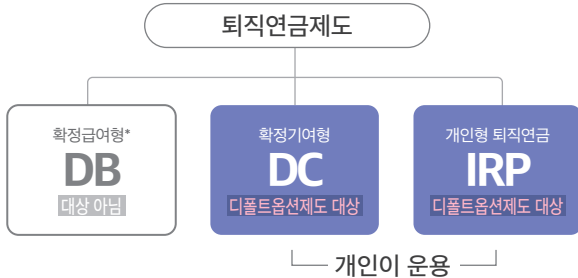 퇴직연금제도
확정급여형*
DB
대상 아님
확정기여형
DC
디폴트옵션제도 대상
개인형 퇴직연금
IRP
디폴트옵션제도 대상
개인이 운용